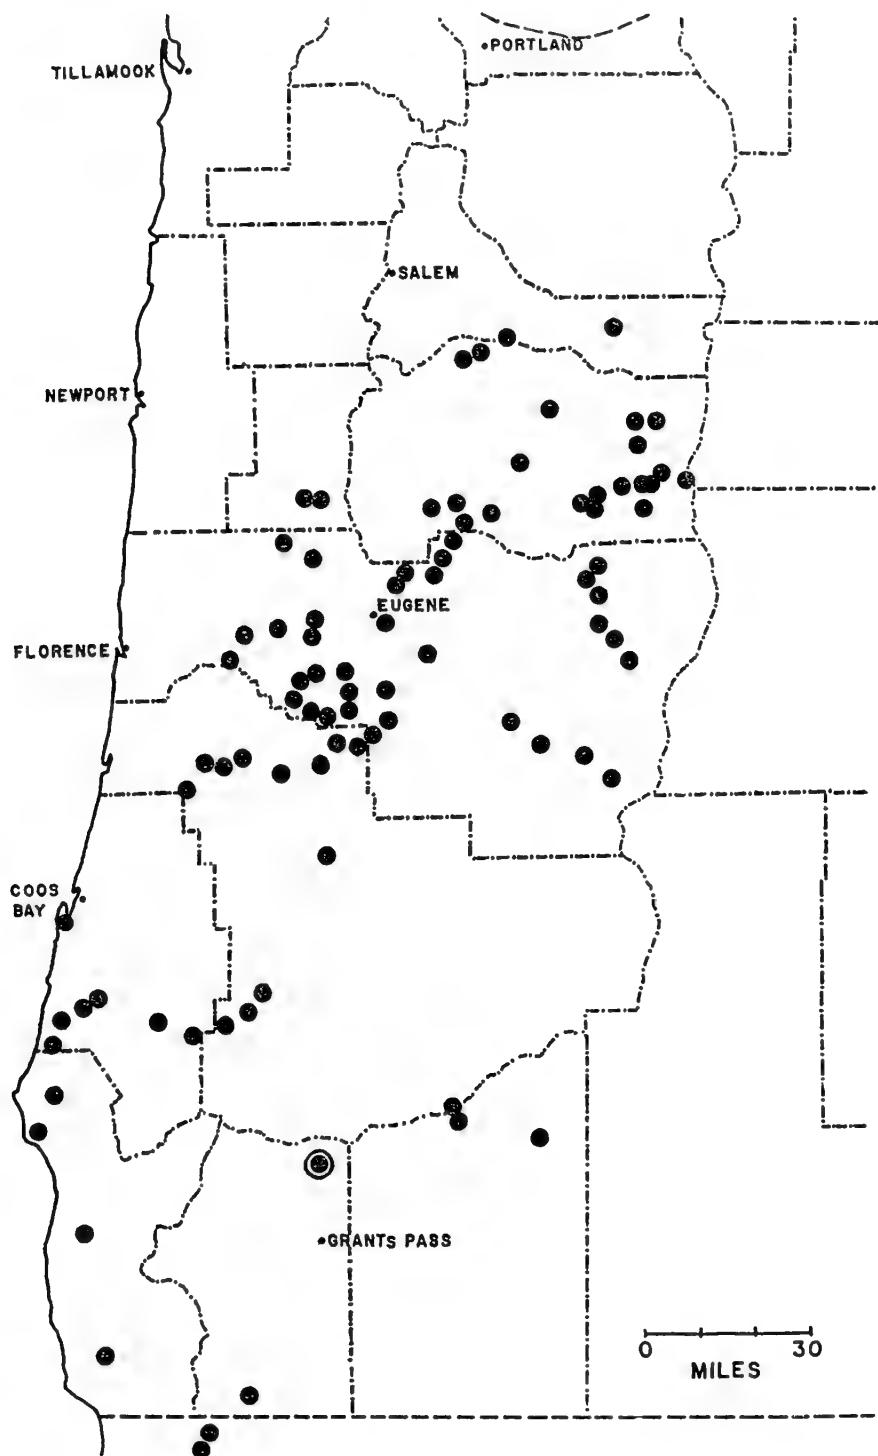 PORTLAND
TILLAMOOK
SALEM
NEWPORT
EUGENE
FLORENCE
COOS
BAY
GRANTS PASS
0 30
MILES